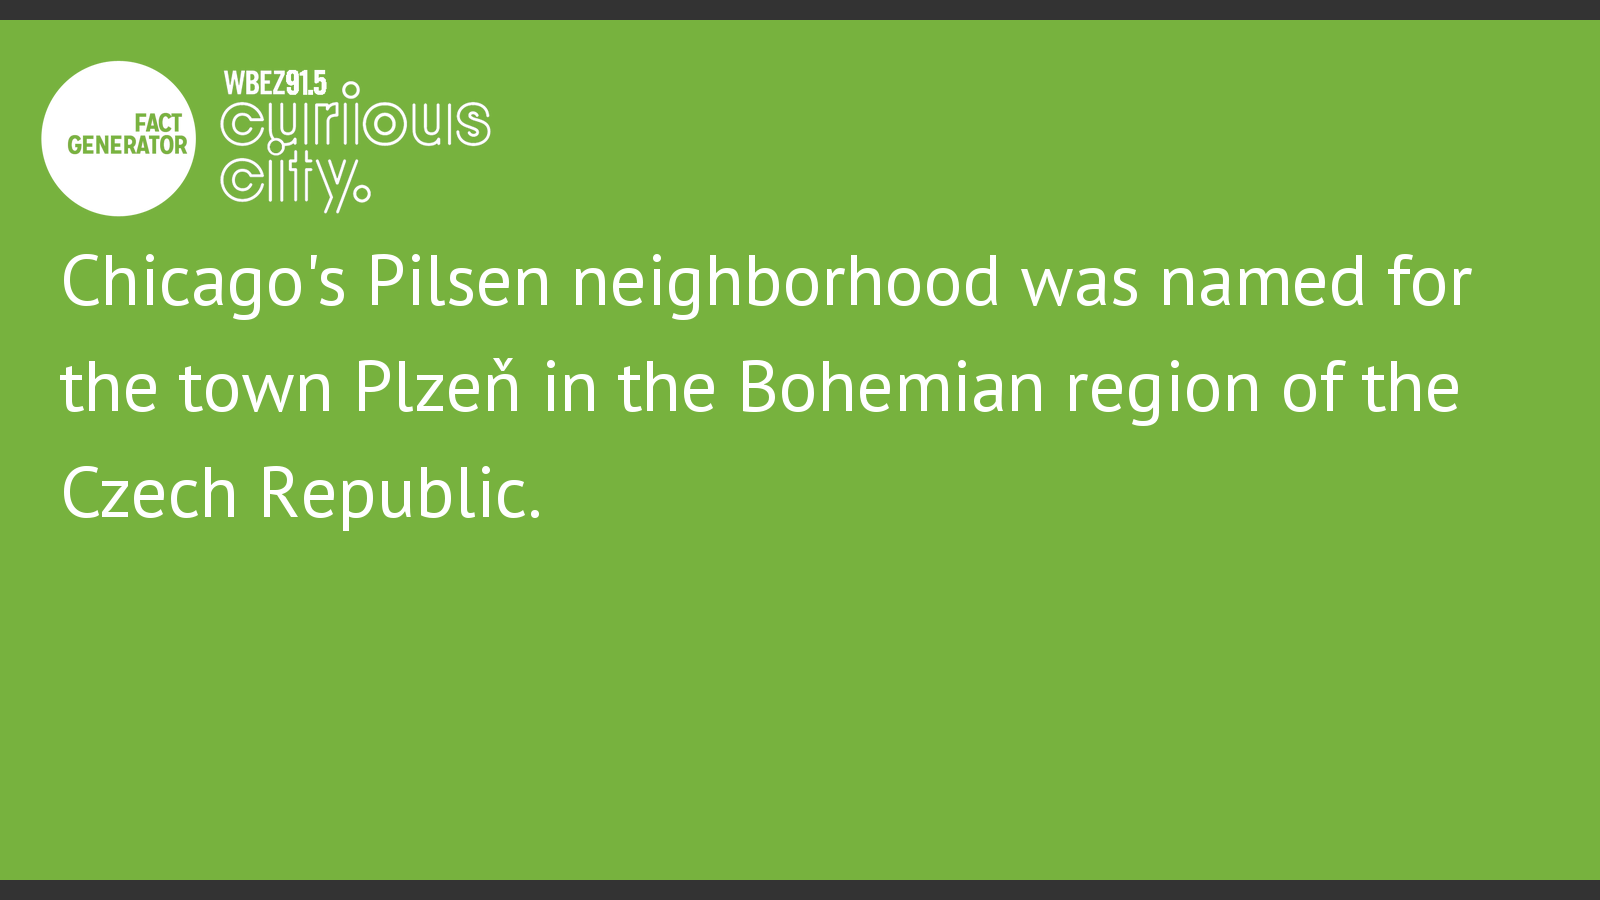 FACT
GENERATOR
WBEZ91.5
curious
city.
Chicago's Pilsen neighborhood was named for
the town Plzeň in the Bohemian region of the
Czech Republic.